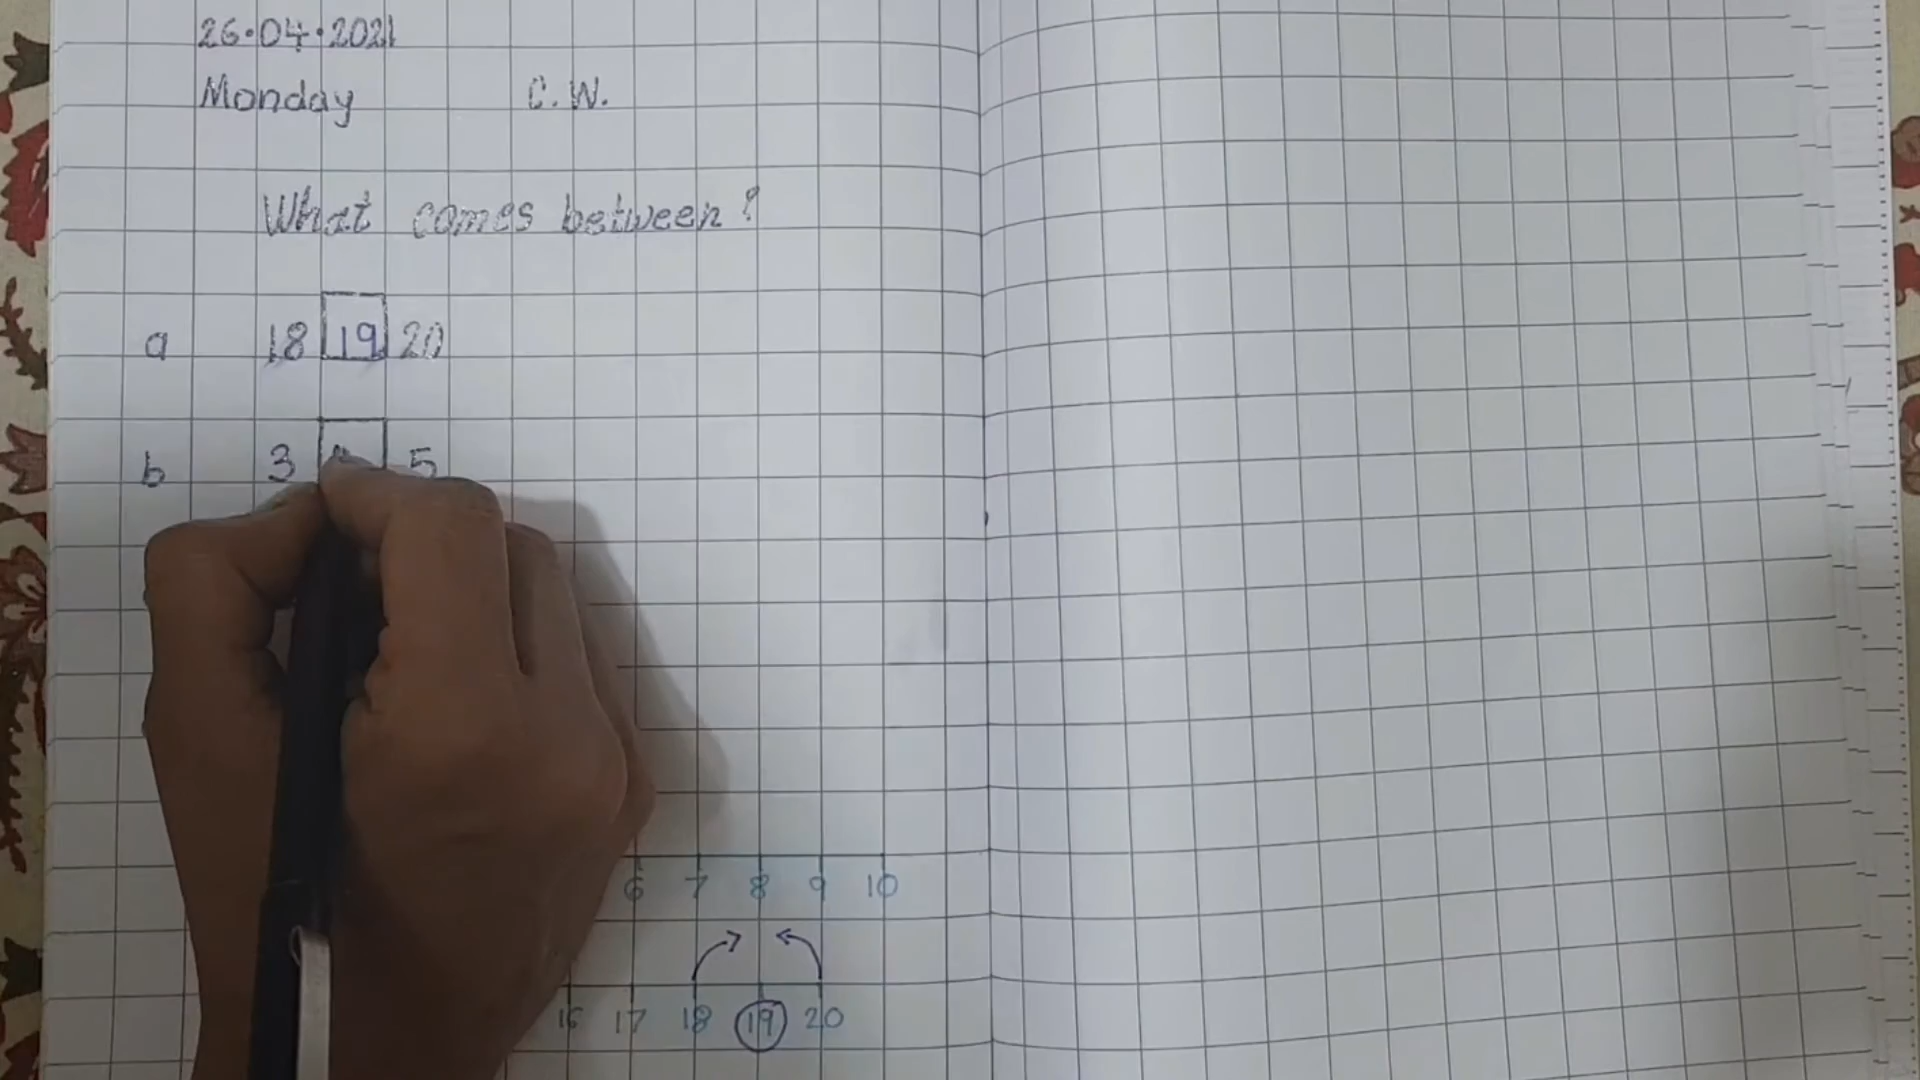 26.04.2021
Monday C.W.
What comes between?
a 18 19 20
b 3 5
6 7 8 9 10
16 17 18 19 20